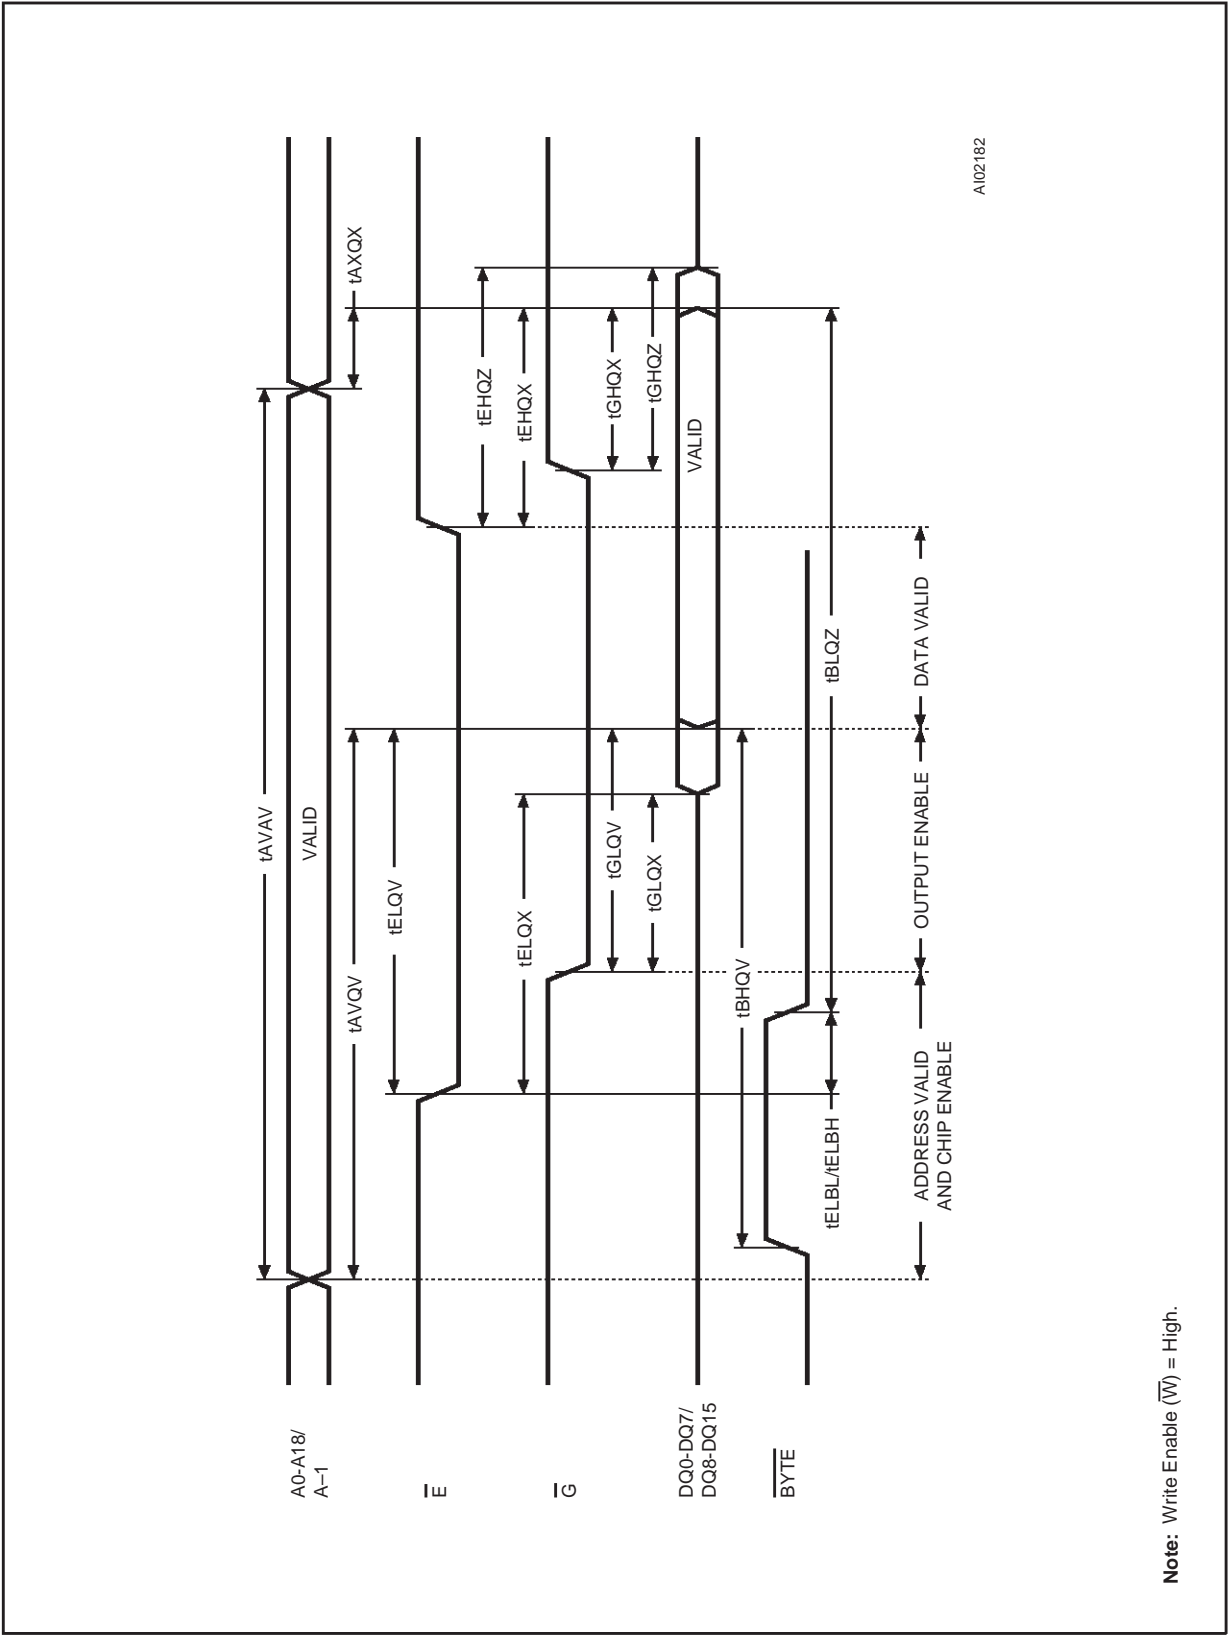 A0-A18/
A–1
E
G
DQ0-DQ7/
DQ8-DQ15
BYTE
tAVAV
VALID
tAVQV
tAXQX
tELQV
tELQX
tEHQZ
tEHQX
tGLQV
tGLQX
tGHQX
tGHQZ
VALID
tBHQV
tELBL/tELBH
tBLQZ
ADDRESS VALID
AND CHIP ENABLE
OUTPUT ENABLE
DATA VALID
AI02182
Note: Write Enable (W) = High.